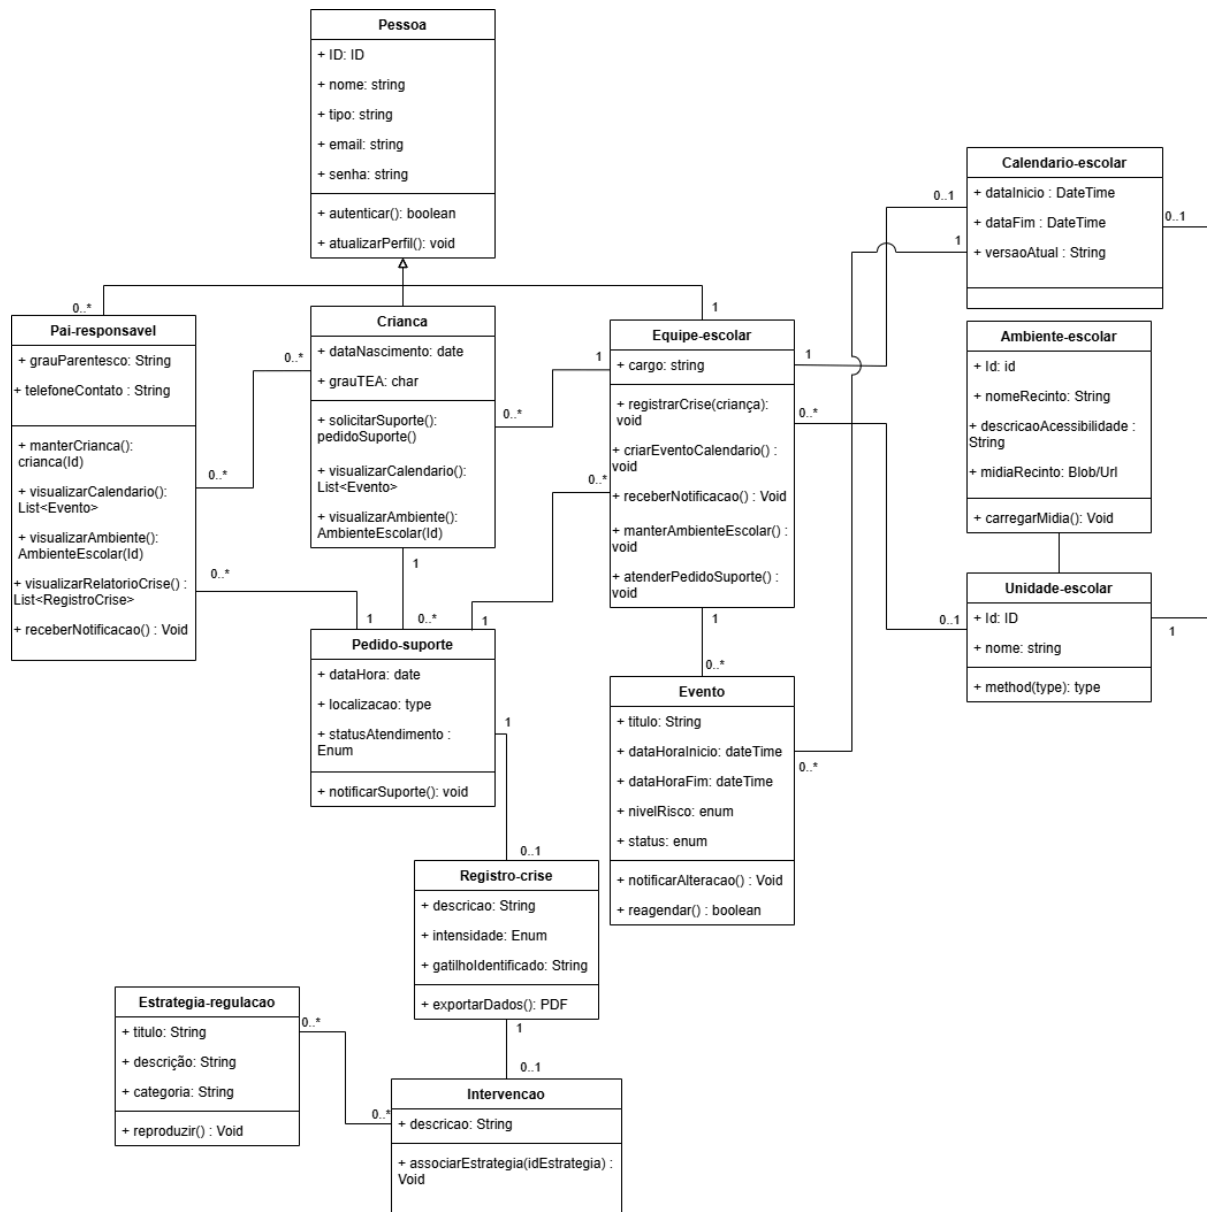 Pessoa
+ ID: ID
+ nome: string
+ tipo: string
+ email: string
+ senha: string
+ autenticar(): boolean
+ atualizarPerfil(): void
Calendario-escolar
+ dataInicio : DateTime
+ dataFim : DateTime
+ versaoAtual : String
0..1
1
0..1
0..*
Pai-responsavel
+ grauParentesco: String
+ telefoneContato : String
+ manterCrianca():
crianca(Id)
+ visualizarCalendario():
List<Evento>
+ visualizarAmbiente():
AmbienteEscolar(Id)
+ visualizarRelatorioCrise() :
List<RegistroCrise>
+ receberNotificacao() : Void
0..*
0..*
0..*
1
Crianca
+ dataNascimento: date
+ grauTEA: char
+ solicitarSuporte():
pedidoSuporte()
+ visualizarCalendario():
List<Evento>
+ visualizarAmbiente():
AmbienteEscolar(Id)
1
0..*
0..*
1
1
Equipe-escolar
+ cargo: string
+ registrarCrise(criança):
void
+ criarEventoCalendario() :
void
+ receberNotificacao() : Void
+ manterAmbienteEscolar() :
void
+ atenderPedidoSuporte() :
void
1
0..*
0..*
1
1
0..*
Ambiente-escolar
+ Id: id
+ nomeRecinto: String
+ descricaoAcessibilidade :
String
+ midiaRecinto: Blob/Url
+ carregarMidia(): Void
Unidade-escolar
+ Id: ID
+ nome: string
+ method(type): type
0..1
1
Pedido-suporte
+ dataHora: date
+ localizacao: type
+ statusAtendimento :
Enum
+ notificarSuporte(): void
1
0..1
Evento
+ titulo: String
+ dataHoraInicio: dateTime
+ dataHoraFim: dateTime
+ nivelRisco: enum
+ status: enum
+ notificarAlteracao() : Void
+ reagendar() : boolean
0..*
Registro-crise
+ descricao: String
+ intensidade: Enum
+ gatilhoIdentificado: String
+ exportarDados(): PDF
1
0..1
Estrategia-regulacao
+ titulo: String
+ descrição: String
+ categoria: String
+ reproduzir() : Void
0..*
0..*
Intervencao
+ descricao: String
+ associarEstrategia(idEstrategia) :
Void